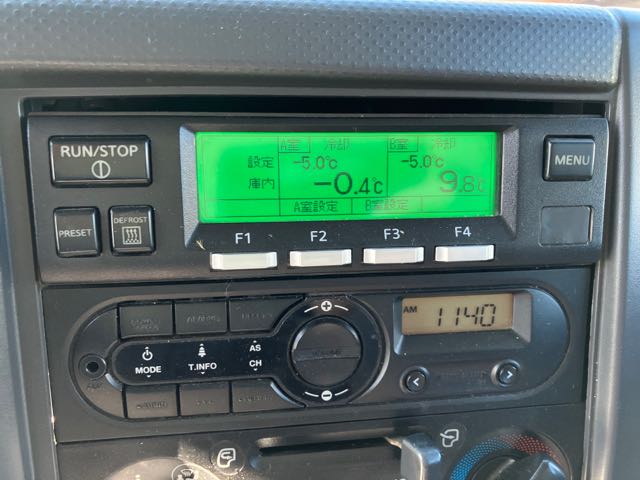 A室 冷却 B室 冷却
RUN/STOP
設定 -5.0℃ -5.0℃
MENU
庫内 -0.4℃ 9.8℃
A室設定 B室設定
PRESET DEFROST
F1 F2 F3 F4
AM 1140
AS
MODE T.INFO CH